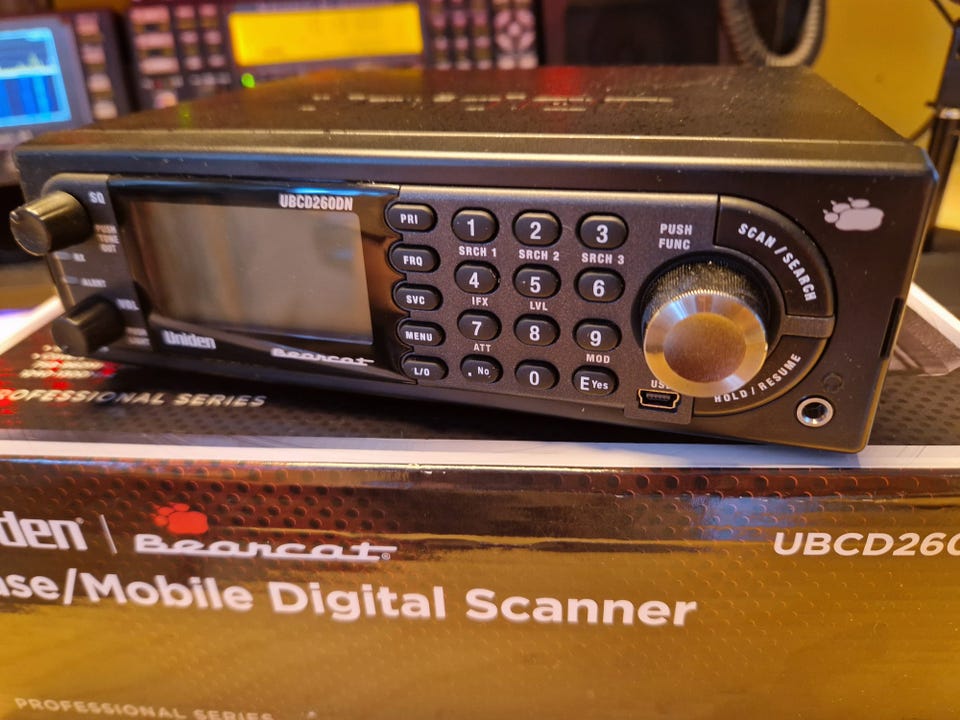 UBCD260DN
SQ
PUSH
VOL
ALERT
Uniden
Bearcat
PRI
FRQ
SVC
MENU
L/O
1
2
3
SRCH 1
SRCH 2
SRCH 3
4
5
6
IFX
LVL
7
8
9
ATT
MOD
. No
0
E Yes
PUSH
FUNC
SCAN/SEARCH
HOLD/RESUME
USB
PROFESSIONAL SERIES
iden® | Bearcat®
UBCD260
ase/Mobile Digital Scanner
PROFESSIONAL SERIES